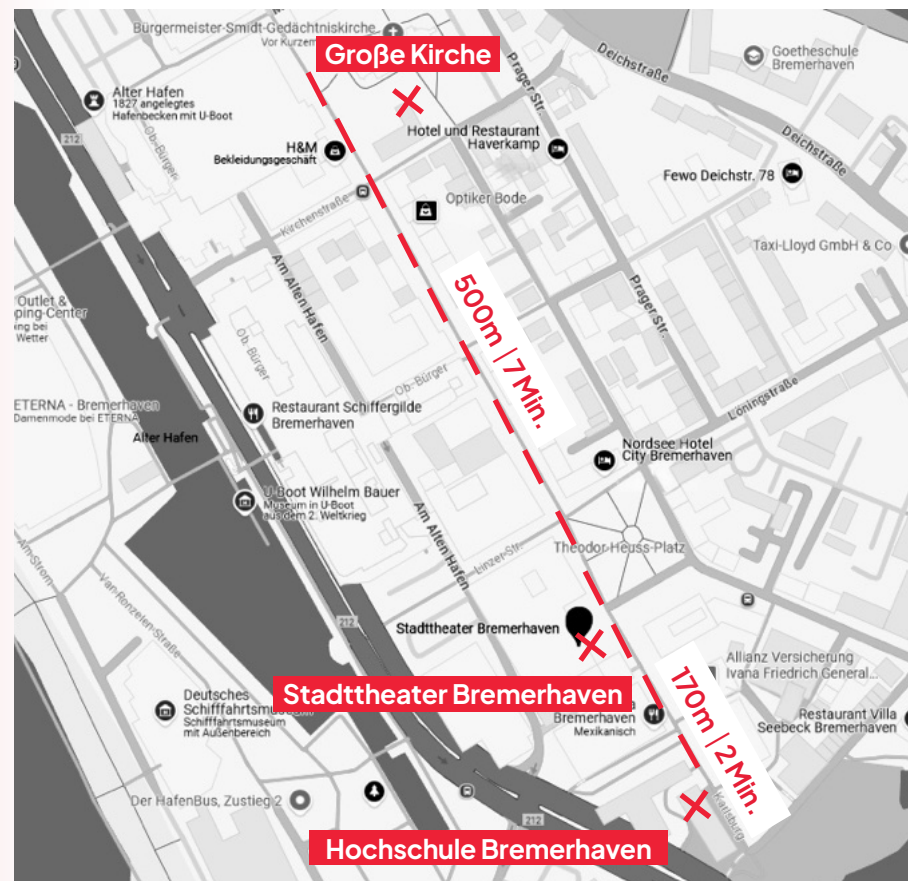 Bürgermeister-Smidt-Gedächtniskirche
Vor Kurzem
Große Kirche
Prager Str.
Deichstraße
Goetheschule
Bremerhaven
Alter Hafen
1827 angelegtes
Hafenbecken mit U-Boot
212
Ob.-Bürger.
H&M
Bekleidungsgeschäft
Hotel und Restaurant
Haverkamp
Deichstraße
Fewo Deichstr. 78
Optiker Bode
Kirchenstraße
Taxi-Lloyd GmbH & Co
Am Alten Hafen
500m | 7 Min.
Prager Str.
Outlet &
ping-Center
ing bei
Wetter
Ob. Bürger
Ob.-Bürger
Löningstraße
ETERNA - Bremerhaven
Damenmode bei ETERNA
Restaurant Schiffergilde
Bremerhaven
Alter Hafen
Nordsee Hotel
City Bremerhaven
U-Boot Wilhelm Bauer
Museum in U-Boot
aus dem 2. Weltkrieg
Am Alten Hafen
Am-Strom
Van-Ronzelen-Straße
Linzer-Str.
Theodor-Heuss-Platz
212
Stadttheater Bremerhaven
170m | 2 Min.
Allianz Versicherung
Ivana Friedrich General...
Stadttheater Bremerhaven
Deutsches
Schifffahrtsmuseum
Schifffahrtsmuseum
mit Außenbereich
Bremerhaven
Mexikanisch
Restaurant Villa
Seebeck Bremerhaven
Der HafenBus, Zustieg 2
Karlsburg
212
Hochschule Bremerhaven